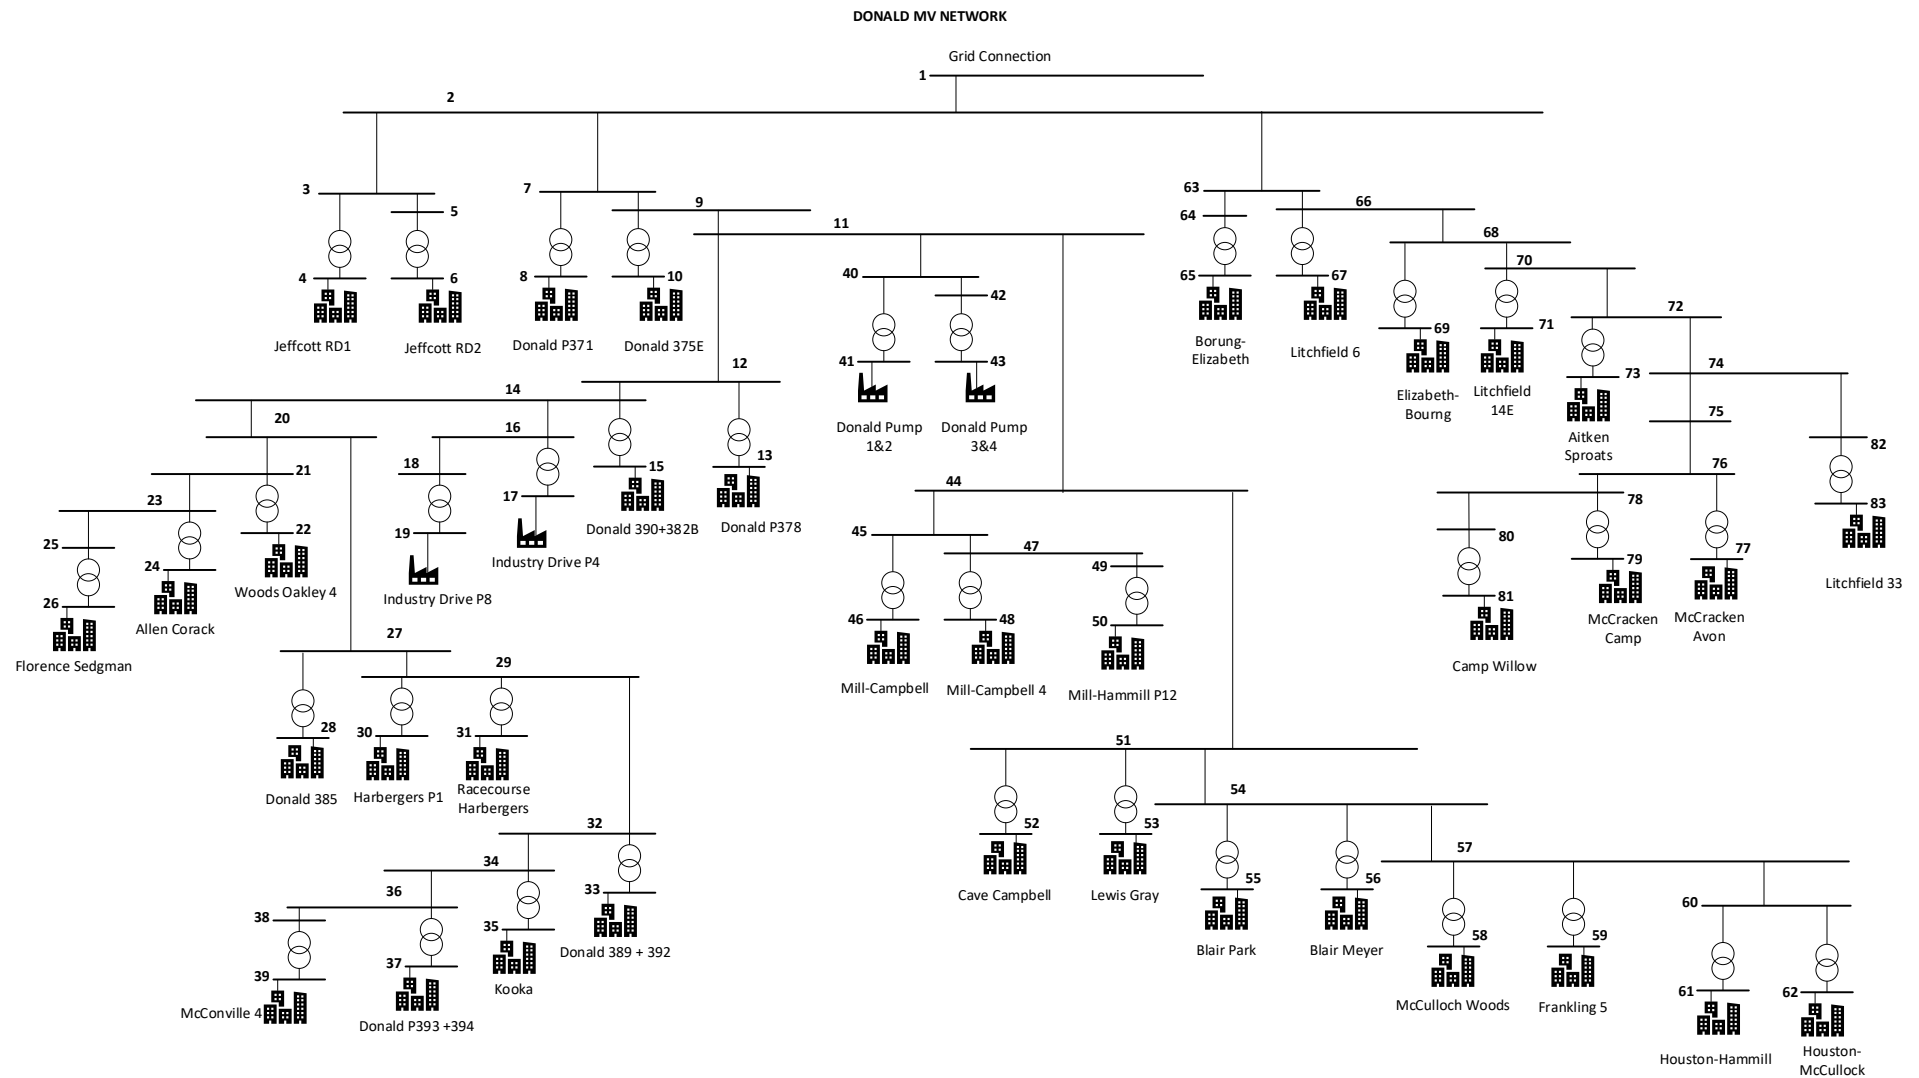 DONALD MV NETWORK
Grid Connection
1
2
3
5
4
6
Jeffcott RD1
Jeffcott RD2
7
9
8
10
Donald P371
Donald 375E
11
40
42
41
43
Donald Pump
1&2
Donald Pump
3&4
63
64
66
65
67
Borung-
Elizabeth
Litchfield 6
68
70
69
71
Elizabeth-
Bourng
Litchfield
14E
72
73
74
Aitken
Sproats
75
76
82
83
Litchfield 33
78
80
79
77
81
McCracken
Camp
McCracken
Avon
Camp Willow
12
14
16
13
15
Donald P378
Donald 390+382B
17
18
19
Industry Drive P4
Industry Drive P8
20
21
22
23
24
25
26
Woods Oakley 4
Allen Corack
Florence Sedgman
27
29
28
30
31
Donald 385
Harbergers P1
Racecourse
Harbergers
32
34
33
35
36
38
37
39
Donald 389 + 392
Kooka
McConville 4
Donald P393 +394
44
45
47
49
46
48
50
Mill-Campbell
Mill-Campbell 4
Mill-Hammill P12
51
54
52
53
Cave Campbell
Lewis Gray
55
56
57
Blair Park
Blair Meyer
58
59
60
McCulloch Woods
Frankling 5
61
62
Houston-Hammill
Houston-
McCullock